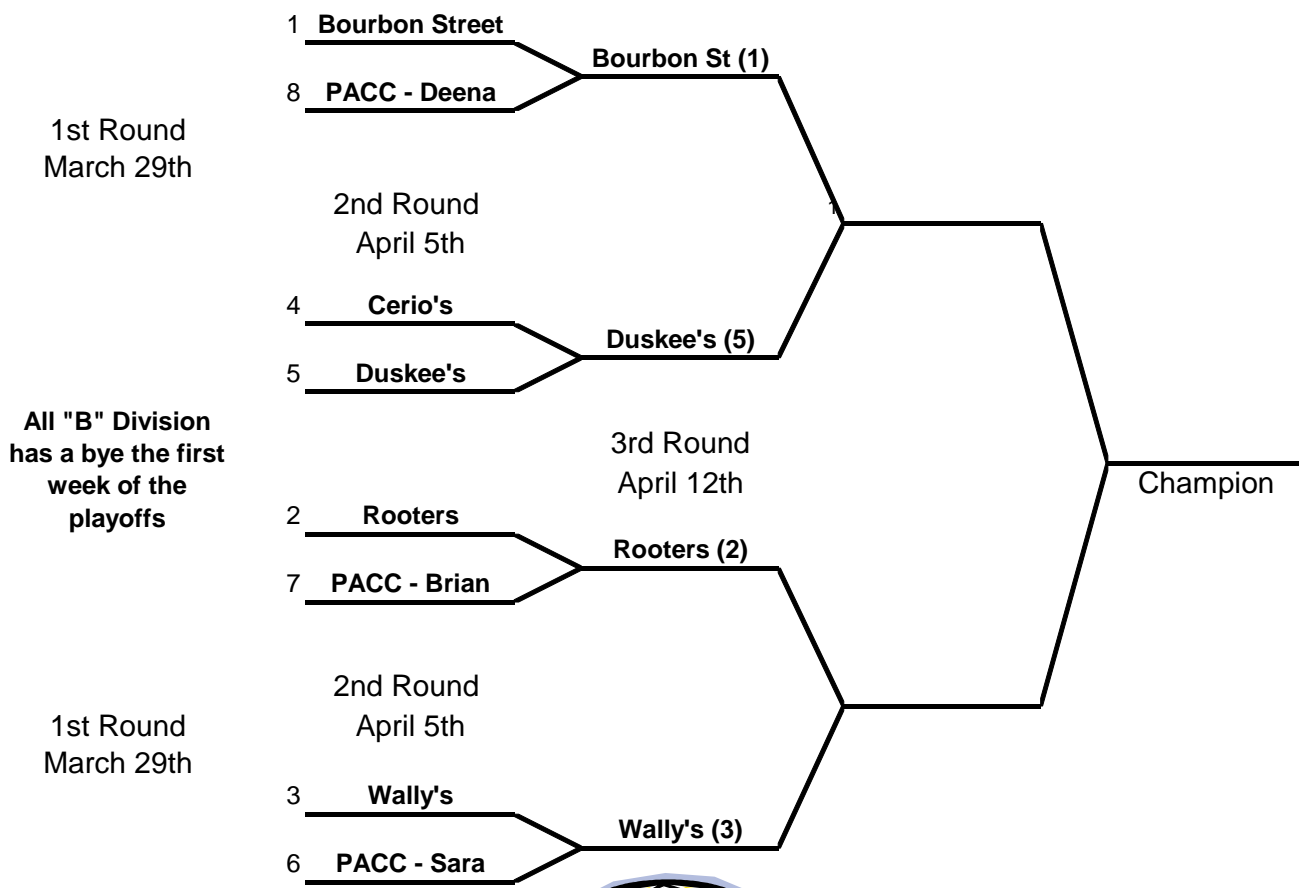 1 Bourbon Street
Bourbon St (1)
8 PACC - Deena
1st Round
March 29th
2nd Round
April 5th
1
4 Cerio's
Duskee's (5)
5 Duskee's
All "B" Division
has a bye the first
week of the
playoffs
3rd Round
April 12th
Champion
2 Rooters
Rooters (2)
7 PACC - Brian
2nd Round
April 5th
1st Round
March 29th
3 Wally's
Wally's (3)
6 PACC - Sara